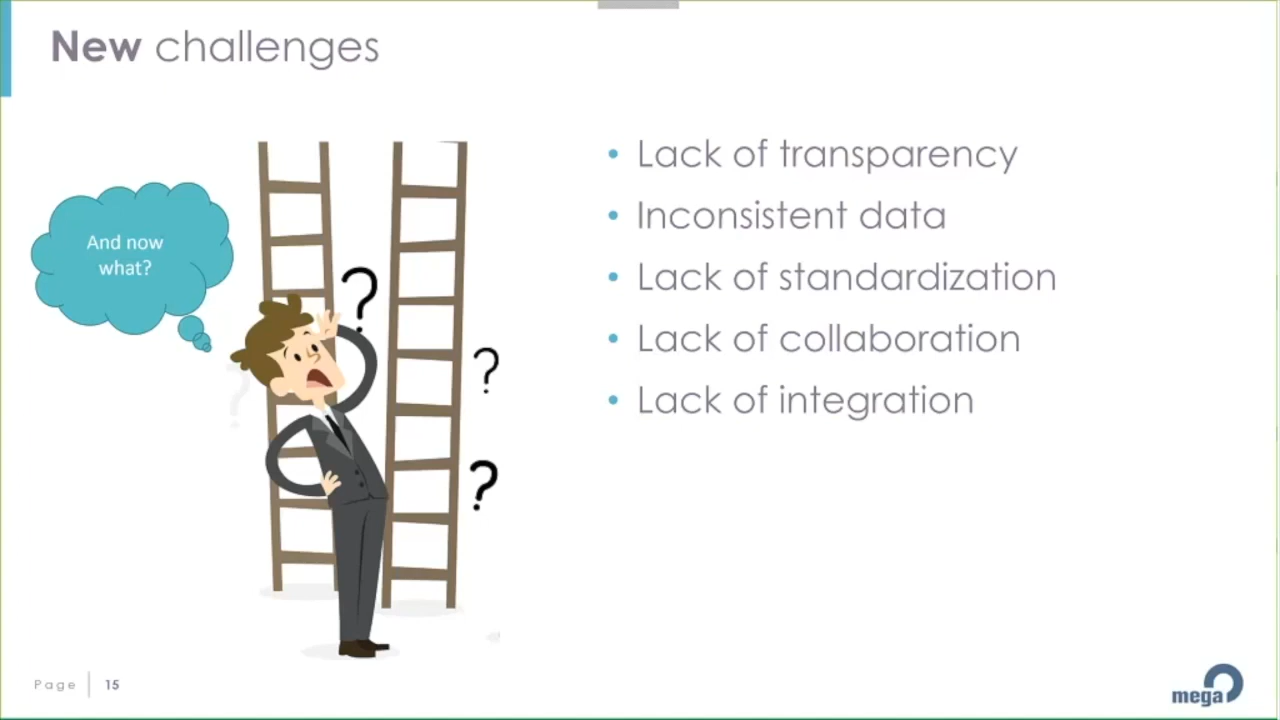 New challenges
And now
what?
?
?
?
?
• Lack of transparency
• Inconsistent data
• Lack of standardization
• Lack of collaboration
• Lack of integration
Page | 15
mega